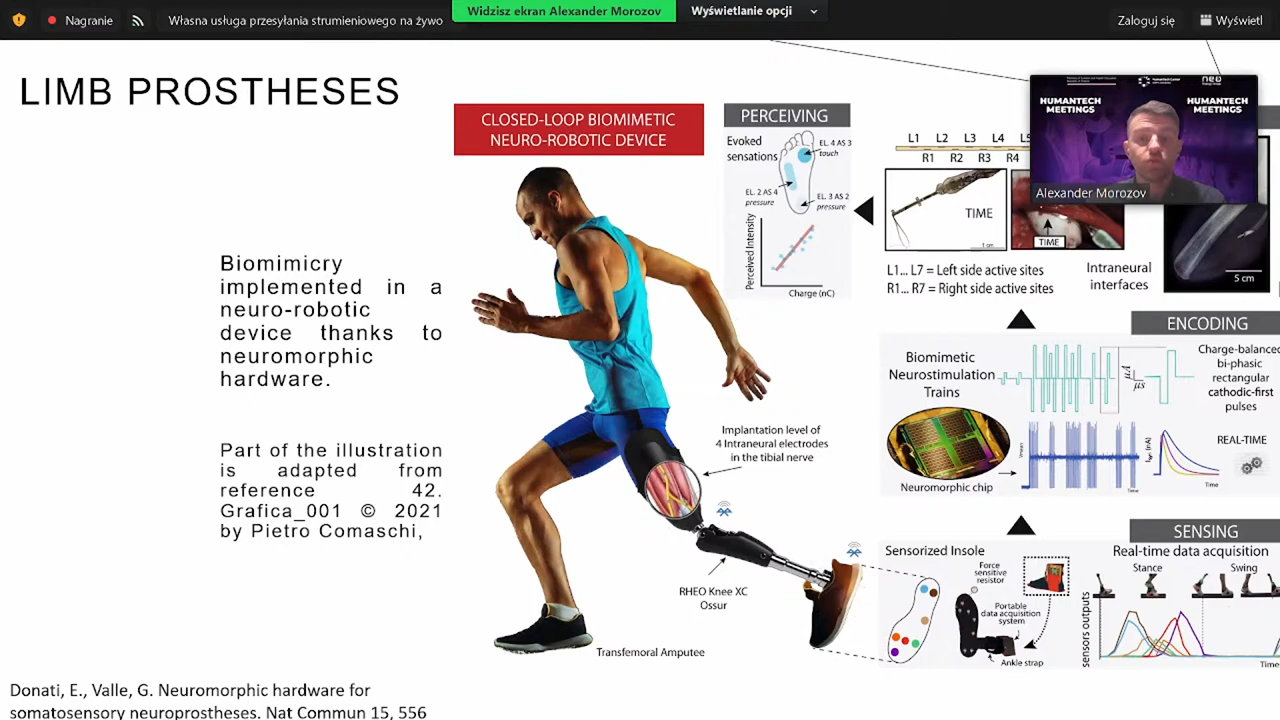 Nagranie
Własna usługa przesyłania strumieniowego na żywo
Widzisz ekran Alexander Morozov
Wyświetlanie opcji
Zaloguj się
Wyświetl
LIMB PROSTHESES
Biomimicry
implemented in a
neuro-robotic
device thanks to
neuromorphic
hardware.
Part of the illustration
is adapted from
reference 42.
Grafica_001 © 2021
by Pietro Comaschi,
Donati, E., Valle, G. Neuromorphic hardware for
somatosensory neuroprostheses. Nat Commun 15, 556
CLOSED-LOOP BIOMIMETIC
NEURO-ROBOTIC DEVICE
Implantation level of
4 Intraneural electrodes
in the tibial nerve
RHEO Knee XC
Ossur
Transfemoral Amputee
PERCEIVING
Evoked
sensations
EL. 4 AS 3
touch
EL. 2 AS 4
pressure
EL. 3 AS 2
pressure
Perceived Intensity
Charge (nC)
L1 L2 L3 L4
R1 R2 R3 R4
TIME
TIME
L1... L7 = Left side active sites
R1... R7 = Right side active sites
Intraneural
interfaces
5 cm
HUMANTECH
MEETINGS
HUMANTECH
MEETINGS
Alexander Morozov
ENCODING
Biomimetic
Neurostimulation
Trains
µA
µs
Charge-balanced
bi-phasic
rectangular
cathodic-first
pulses
Neuromorphic chip
Time
Time
REAL-TIME
SENSING
Sensorized Insole
Force
sensitive
resistor
Portable
data acquisition
system
Ankle strap
Real-time data acquisition
Stance
Swing
sensors outputs
Time